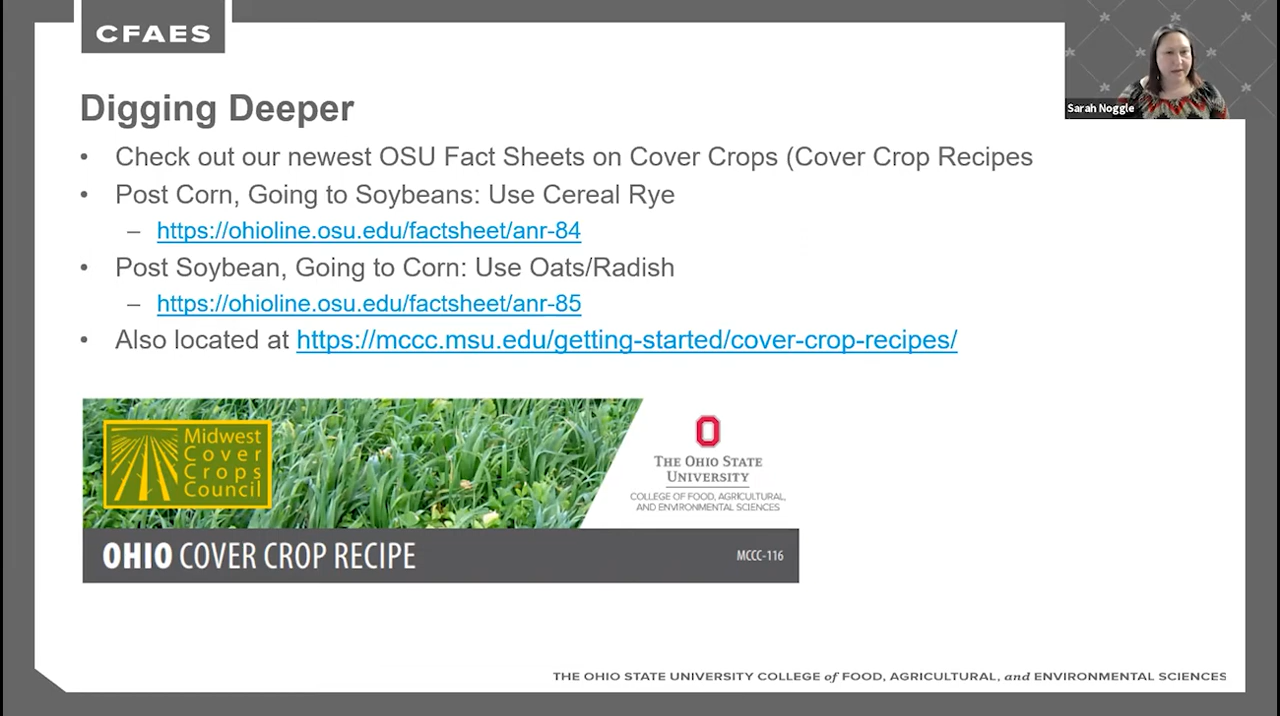 CFAES
Sarah Noggle
Digging Deeper
• Check out our newest OSU Fact Sheets on Cover Crops (Cover Crop Recipes
• Post Corn, Going to Soybeans: Use Cereal Rye
– https://ohioline.osu.edu/factsheet/anr-84
• Post Soybean, Going to Corn: Use Oats/Radish
– https://ohioline.osu.edu/factsheet/anr-85
• Also located at https://mccc.msu.edu/getting-started/cover-crop-recipes/
Midwest
Cover
Crops
Council
THE OHIO STATE
UNIVERSITY
COLLEGE OF FOOD, AGRICULTURAL,
AND ENVIRONMENTAL SCIENCES
OHIO COVER CROP RECIPE
MCCC-116
THE OHIO STATE UNIVERSITY COLLEGE of FOOD, AGRICULTURAL, and ENVIRONMENTAL SCIENCES